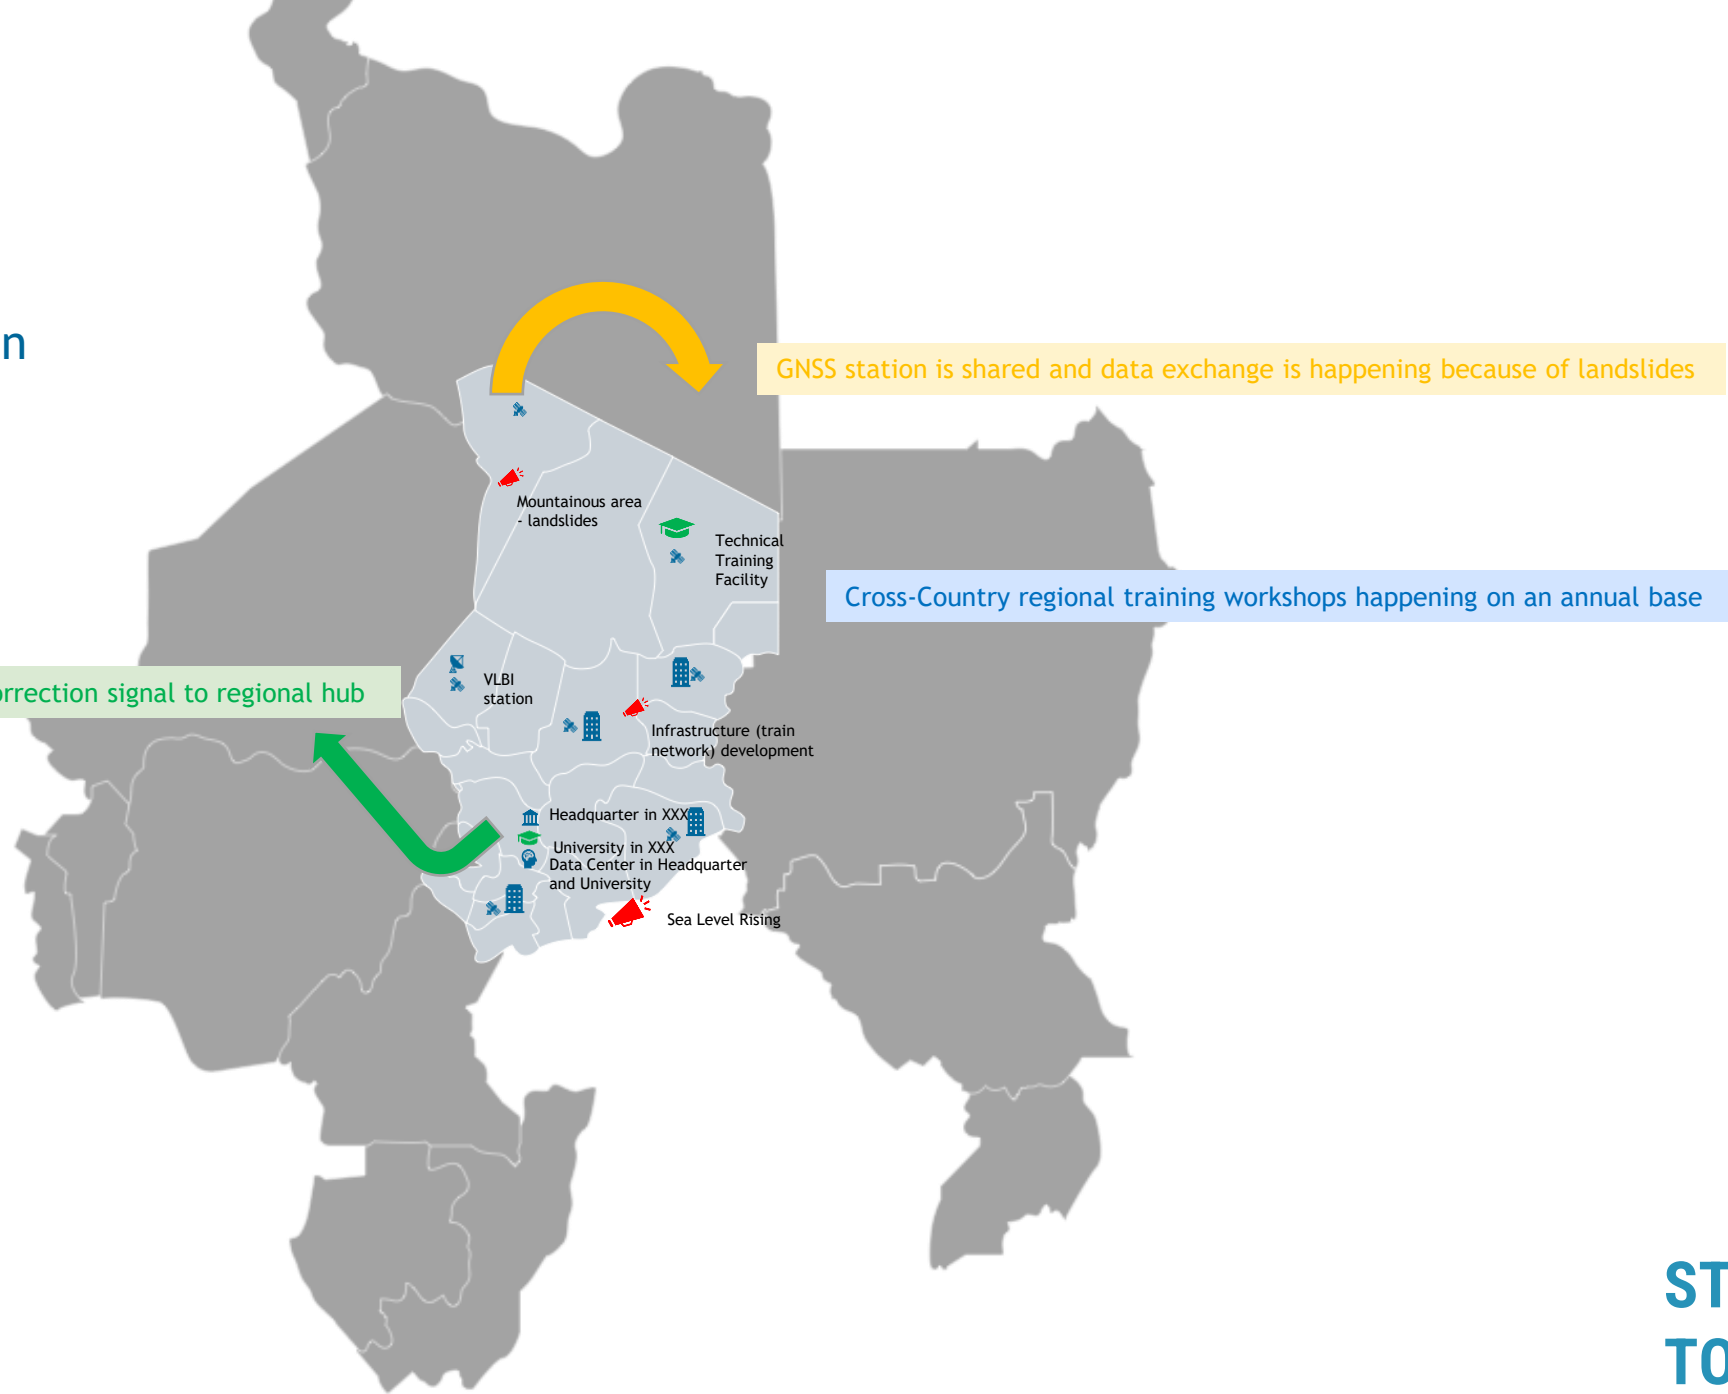 n
GNSS station is shared and data exchange is happening because of landslides
Mountainous area
- landslides
Technical
Training
Facility
Cross-Country regional training workshops happening on an annual base
orrection signal to regional hub
VLBI
station
Infrastructure (train
network) development
Headquarter in XXX
University in XXX
Data Center in Headquarter
and University
Sea Level Rising
ST
TO